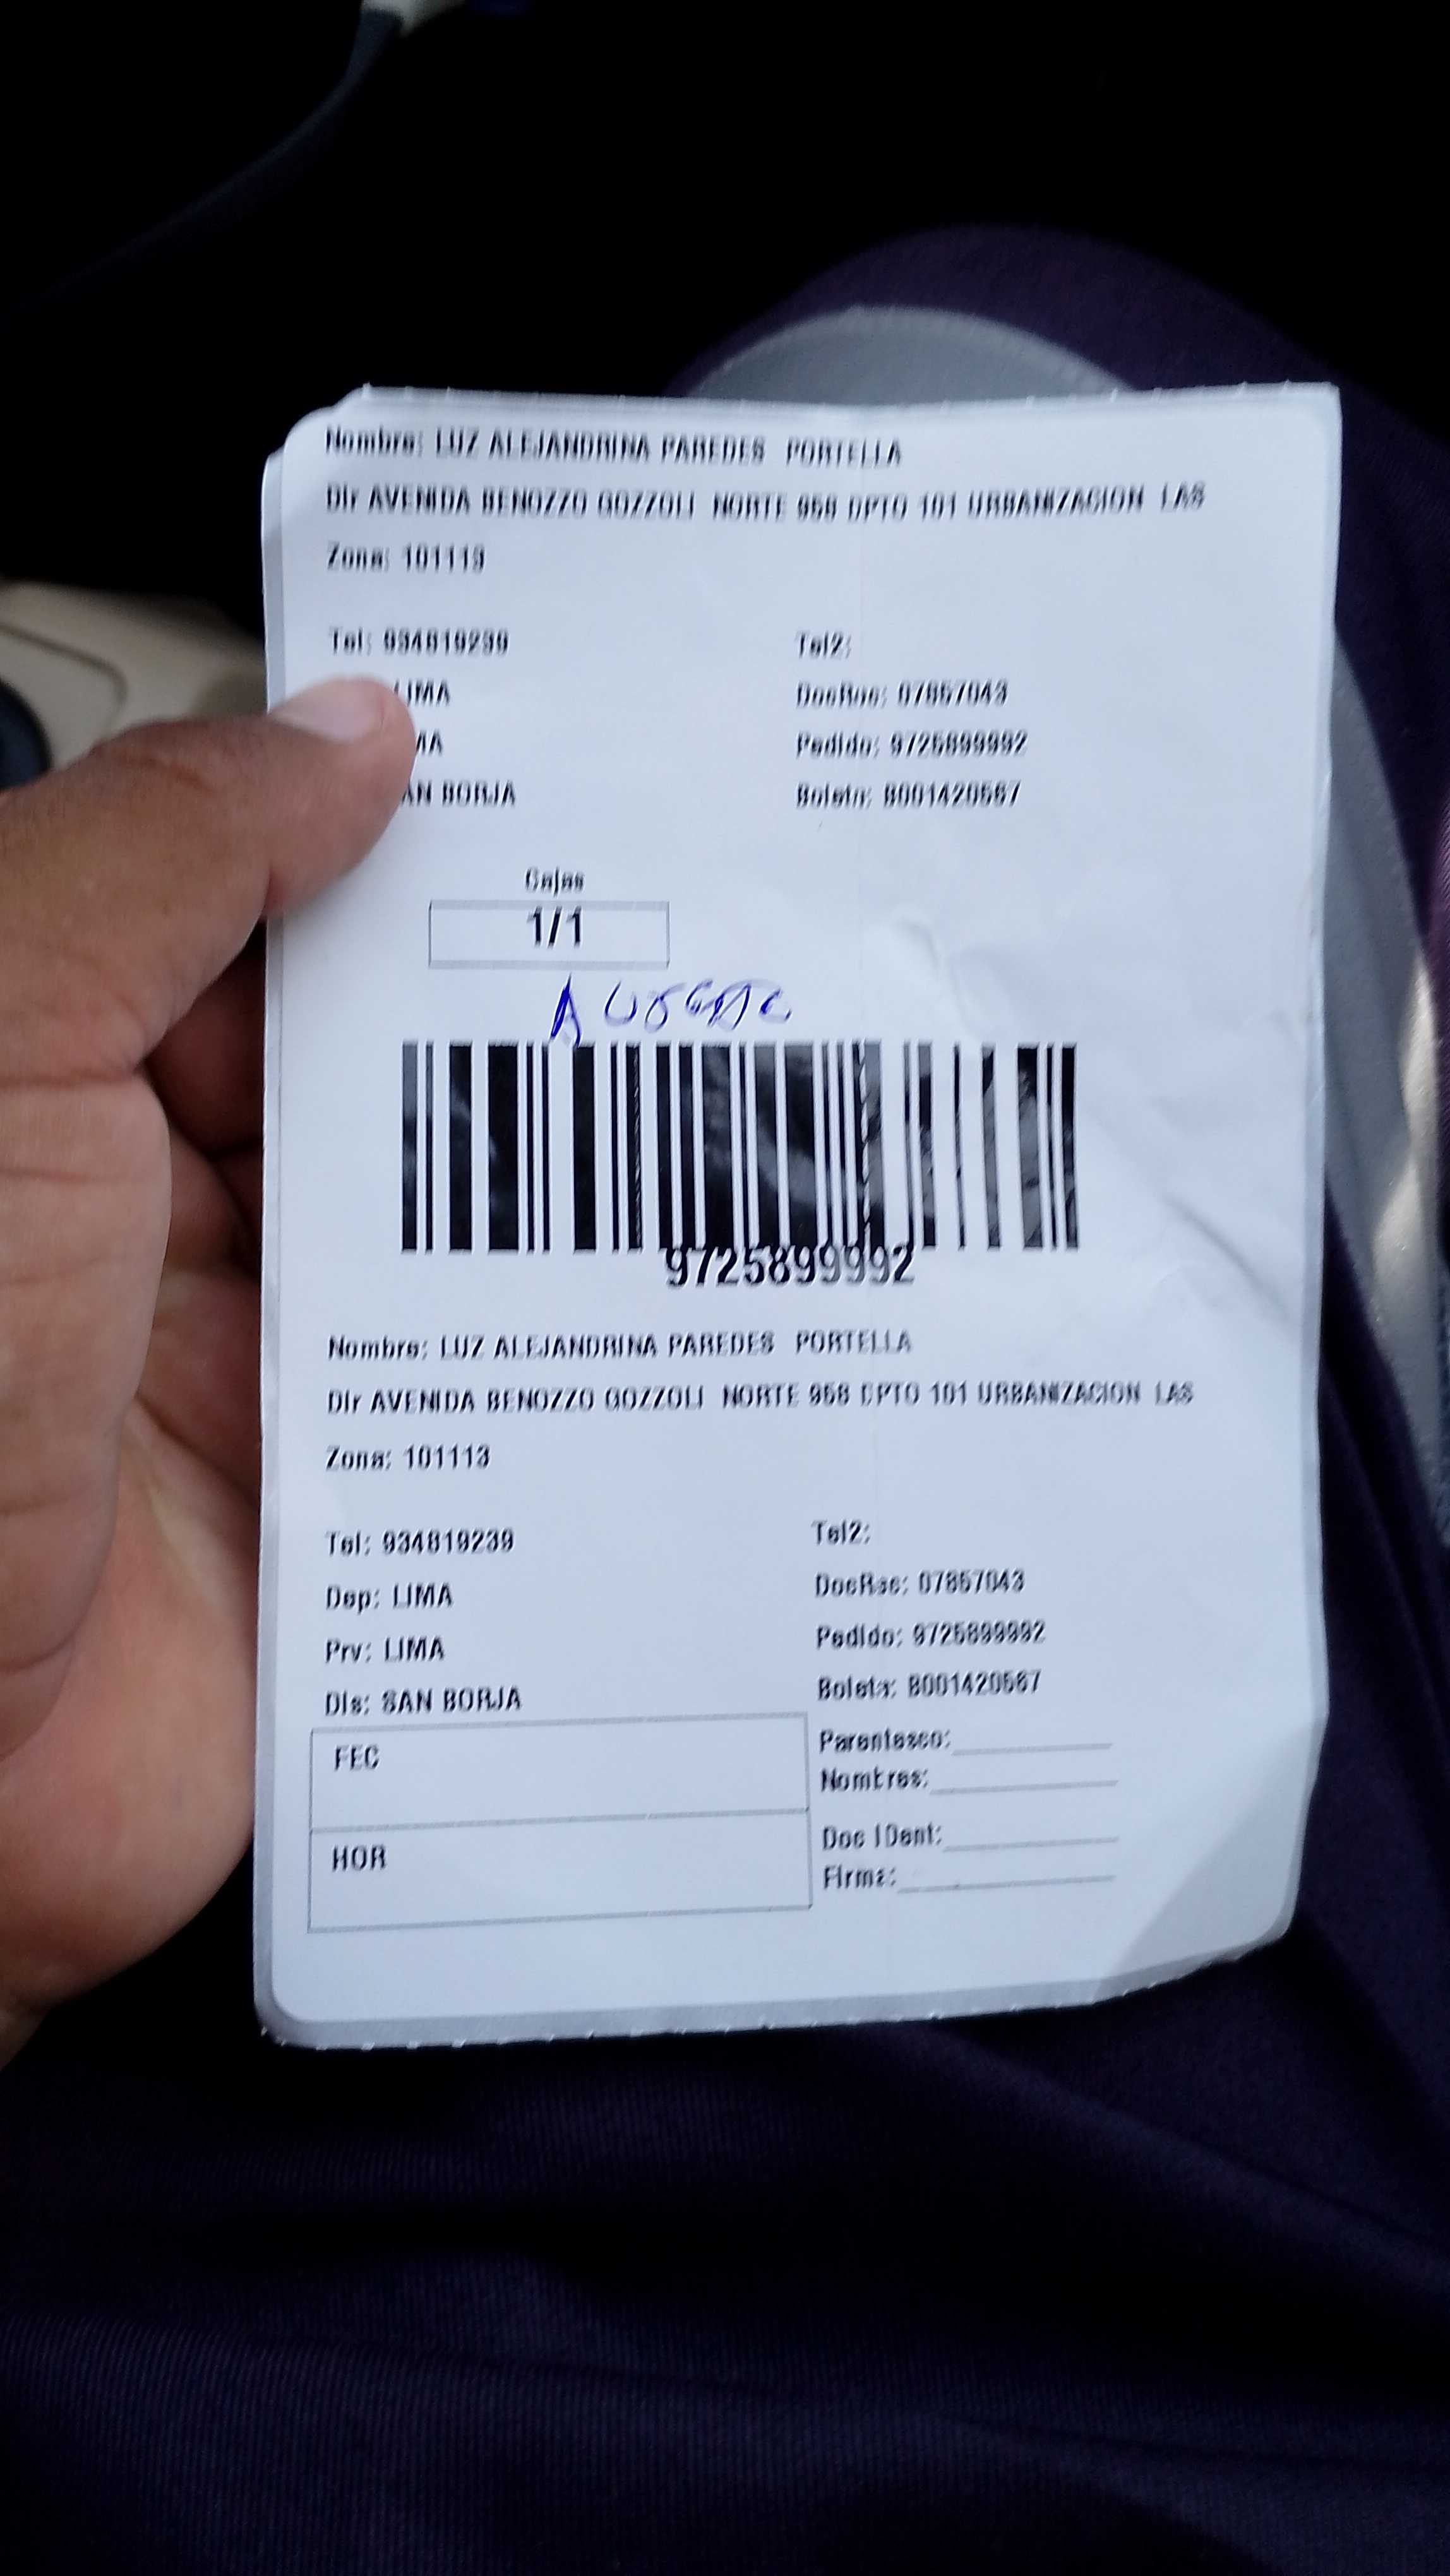 Nombre: LUZ ALEJANDRINA PAREDES PORTELLA
Dir AVENIDA BENOZZO GOZZOLI NORTE 958 DPTO 101 URBANIZACION LAS
Zona: 101113
Tel: 934819239 Tel2:
LIMA DocRec: 07857043
MA Pedido: 9725899992
AN BORJA Boleta: B001420567
Cajas
1/1
Ausente
9725899992
Nombre: LUZ ALEJANDRINA PAREDES PORTELLA
Dir AVENIDA BENOZZO GOZZOLI NORTE 958 DPTO 101 URBANIZACION LAS
Zona: 101113
Tel: 934819239 Tel2:
Dep: LIMA DocRec: 07857043
Prv: LIMA Pedido: 9725899992
Dis: SAN BORJA Boleta: B001420567
FEC Parentesco:
Nombres:
HOR Doc IDent:
Firma: